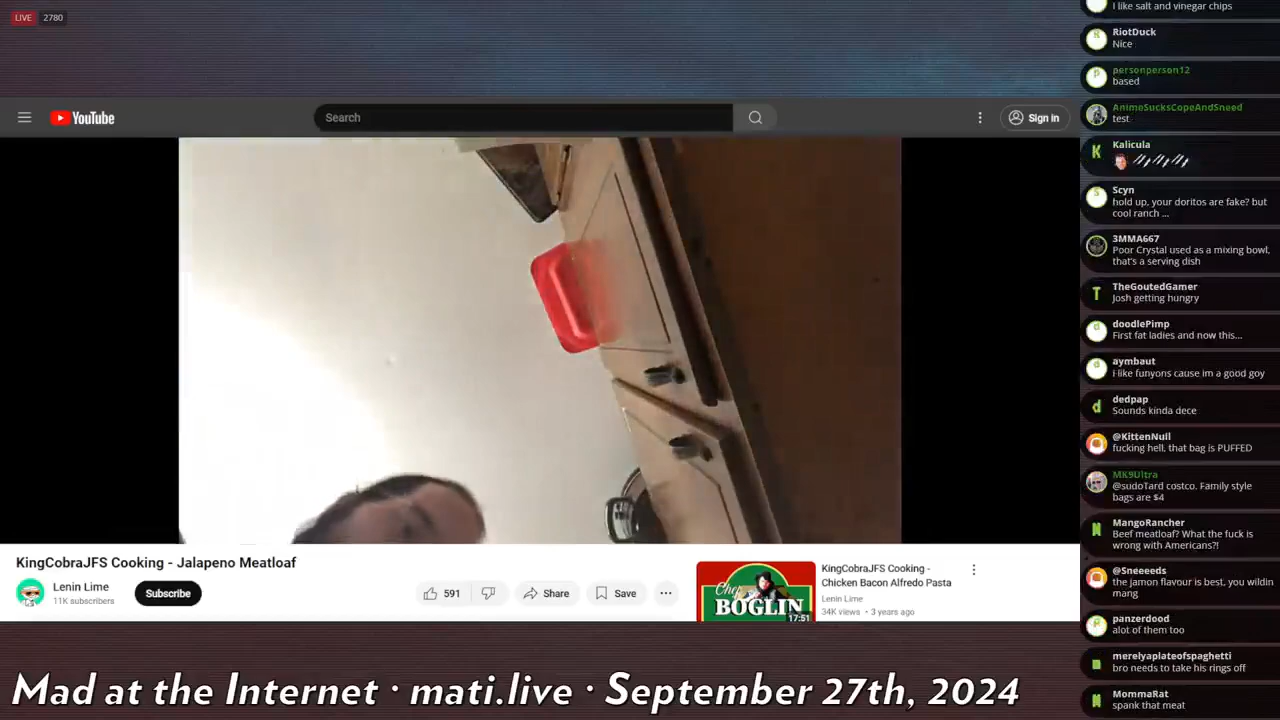 LIVE 2780
YouTube
Search
Sign in
KingCobraJFS Cooking - Jalapeno Meatloaf
Lenin Lime
11K subscribers
Subscribe
591
Share
Save
Chef
BOGLIN
17:51
KingCobraJFS Cooking -
Chicken Bacon Alfredo Pasta
Lenin Lime
34K views • 3 years ago
Mad at the Internet · mati.live · September 27th, 2024
I like salt and vinegar chips
RiotDuck
Nice
personperson12
based
AnimeSucksCopeAndSneed
test
Kalicula
Scyn
hold up, your doritos are fake? but
cool ranch ...
3MMA667
Poor Crystal used as a mixing bowl,
that's a serving dish
TheGoutedGamer
Josh getting hungry
doodlePimp
First fat ladies and now this...
aymbaut
I like funyons cause im a good goy
dedpap
Sounds kinda dece
@KittenNull
fucking hell, that bag is PUFFED
MK9Ultra
@sudoTard costco. Family style
bags are $4
MangoRancher
Beef meatloaf? What the fuck is
wrong with Americans?!
@Sneeeeds
the jamon flavour is best, you wildin
mang
panzerdood
alot of them too
merelyaplateofspaghetti
bro needs to take his rings off
MommaRat
spank that meat